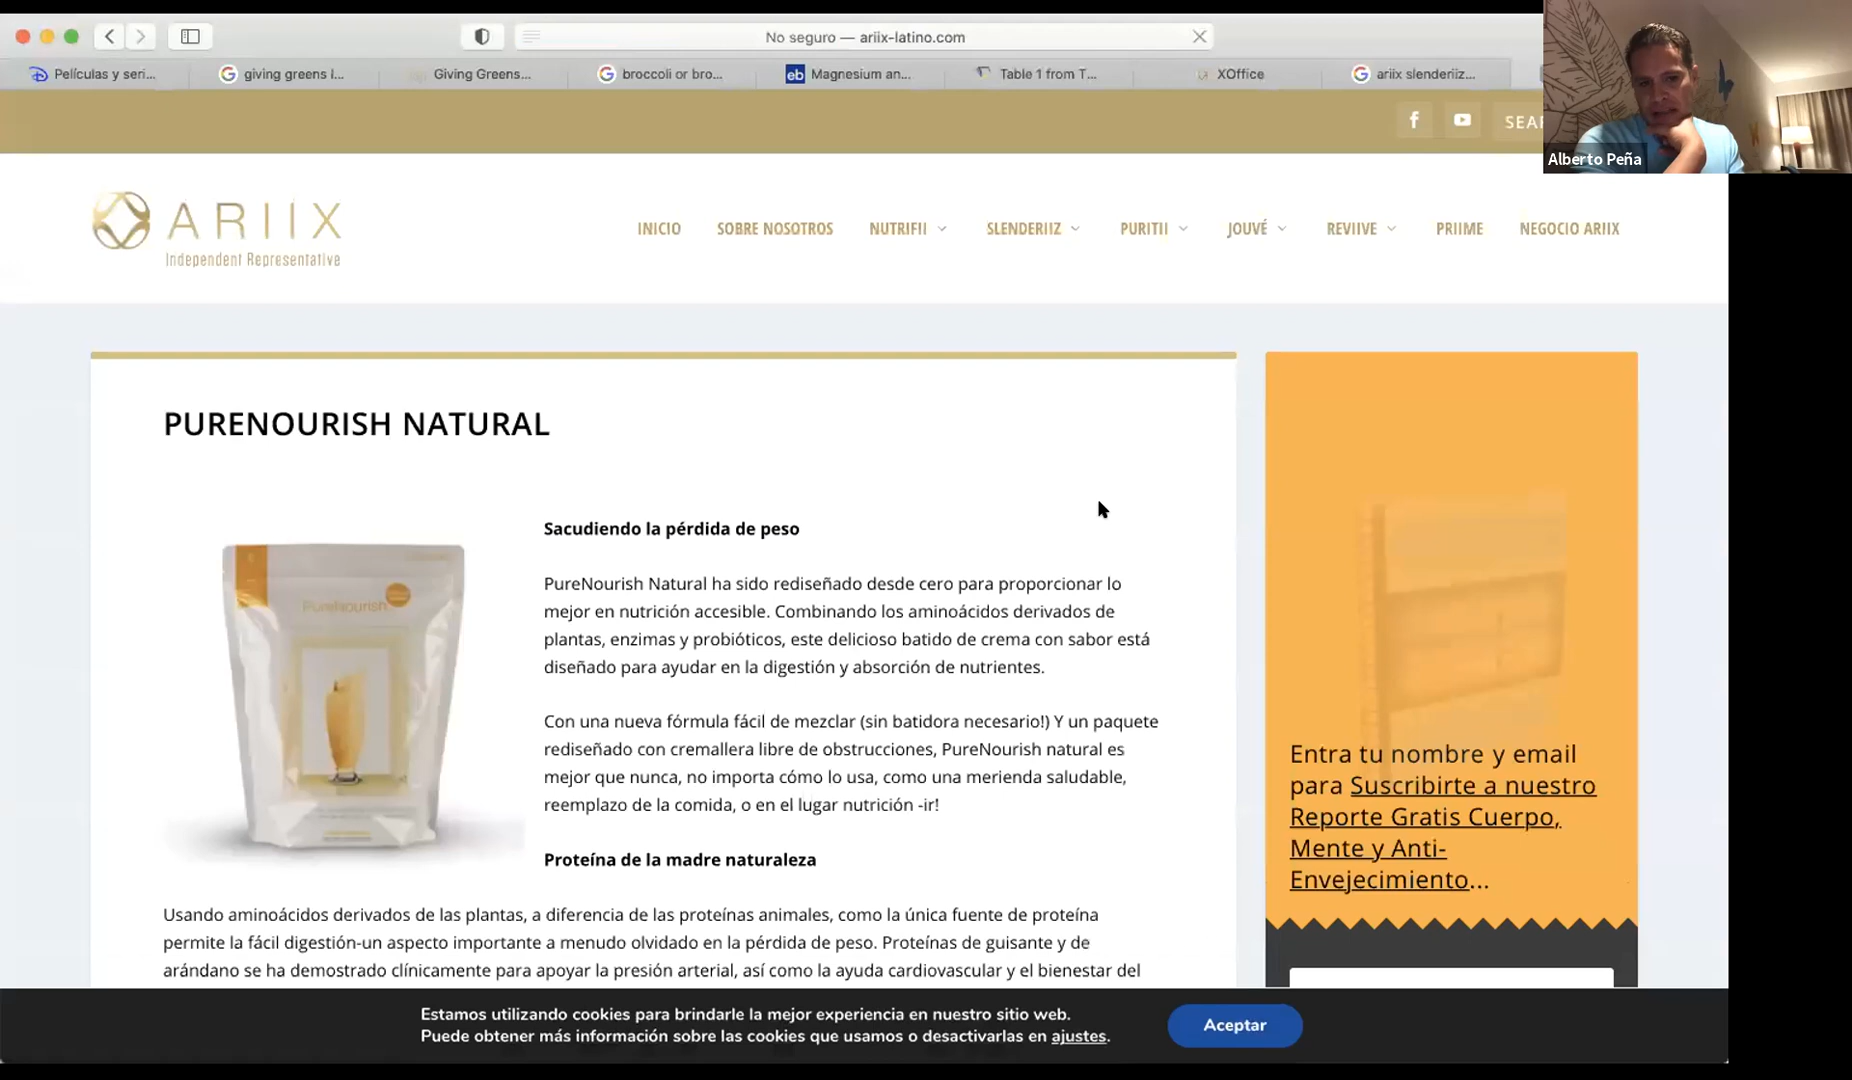 No seguro — ariix-latino.com
Películas y seri...
giving greens l...
Giving Greens...
broccoli or bro...
eb Magnesium an...
Table 1 from T...
XOffice
ariix slenderiiz...
SEAR
Alberto Peña
ARIIX
Independent Representative
INICIO
SOBRE NOSOTROS
NUTRIFII
SLENDERIIZ
PURITII
JOUVÉ
REVIIVE
PRIIME
NEGOCIO ARIIX
PURENOURISH NATURAL
PureNourish
Sacudiendo la pérdida de peso
PureNourish Natural ha sido rediseñado desde cero para proporcionar lo
mejor en nutrición accesible. Combinando los aminoácidos derivados de
plantas, enzimas y probióticos, este delicioso batido de crema con sabor está
diseñado para ayudar en la digestión y absorción de nutrientes.
Con una nueva fórmula fácil de mezclar (sin batidora necesario!) Y un paquete
rediseñado con cremallera libre de obstrucciones, PureNourish natural es
mejor que nunca, no importa cómo lo usa, como una merienda saludable,
reemplazo de la comida, o en el lugar nutrición -ir!
Proteína de la madre naturaleza
Usando aminoácidos derivados de las plantas, a diferencia de las proteínas animales, como la única fuente de proteína
permite la fácil digestión-un aspecto importante a menudo olvidado en la pérdida de peso. Proteínas de guisante y de
arándano se ha demostrado clínicamente para apoyar la presión arterial, así como la ayuda cardiovascular y el bienestar del
Entra tu nombre y email
para Suscribirte a nuestro
Reporte Gratis Cuerpo,
Mente y Anti-
Envejecimiento...
Estamos utilizando cookies para brindarle la mejor experiencia en nuestro sitio web.
Puede obtener más información sobre las cookies que usamos o desactivarlas en ajustes.
Aceptar